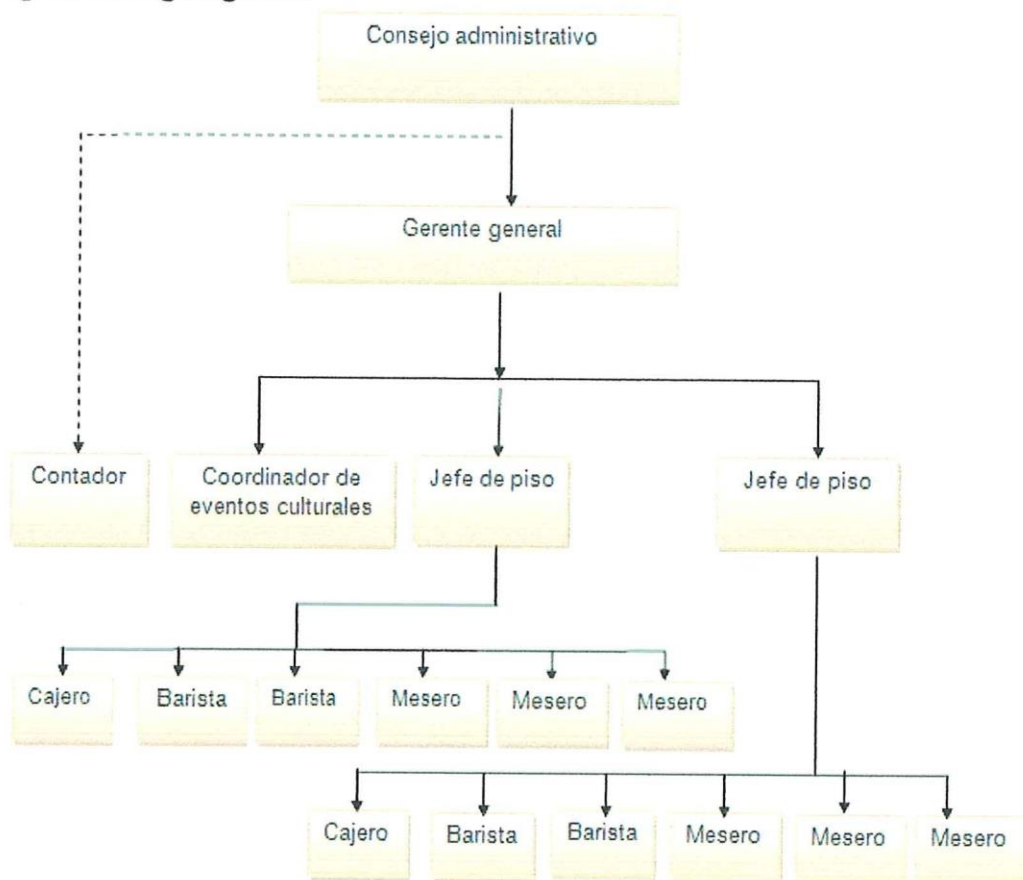 Consejo administrativo
Gerente general
Contador
Coordinador de
eventos culturales
Jefe de piso
Jefe de piso
Cajero
Barista
Barista
Mesero
Mesero
Mesero
Cajero
Barista
Barista
Mesero
Mesero
Mesero